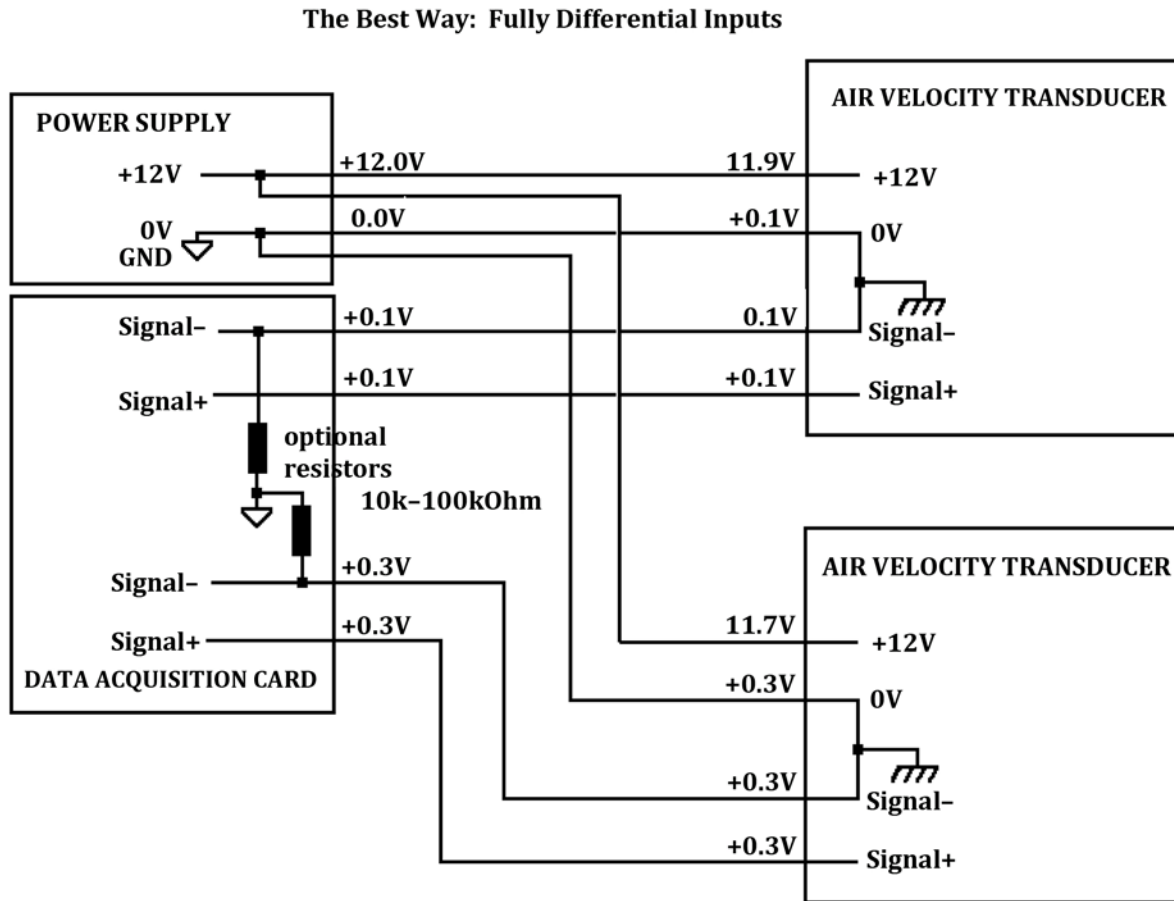 The Best Way:  Fully Differential Inputs
POWER SUPPLY
+12V
0V
GND
+12.0V
0.0V
11.9V
+0.1V
AIR VELOCITY TRANSDUCER
+12V
0V
Signal–
Signal+
Signal–
Signal+
+0.1V
+0.1V
0.1V
+0.1V
optional
resistors
10k–100kOhm
Signal–
Signal+
DATA ACQUISITION CARD
+0.3V
+0.3V
11.7V
+0.3V
+0.3V
+0.3V
AIR VELOCITY TRANSDUCER
+12V
0V
Signal–
Signal+